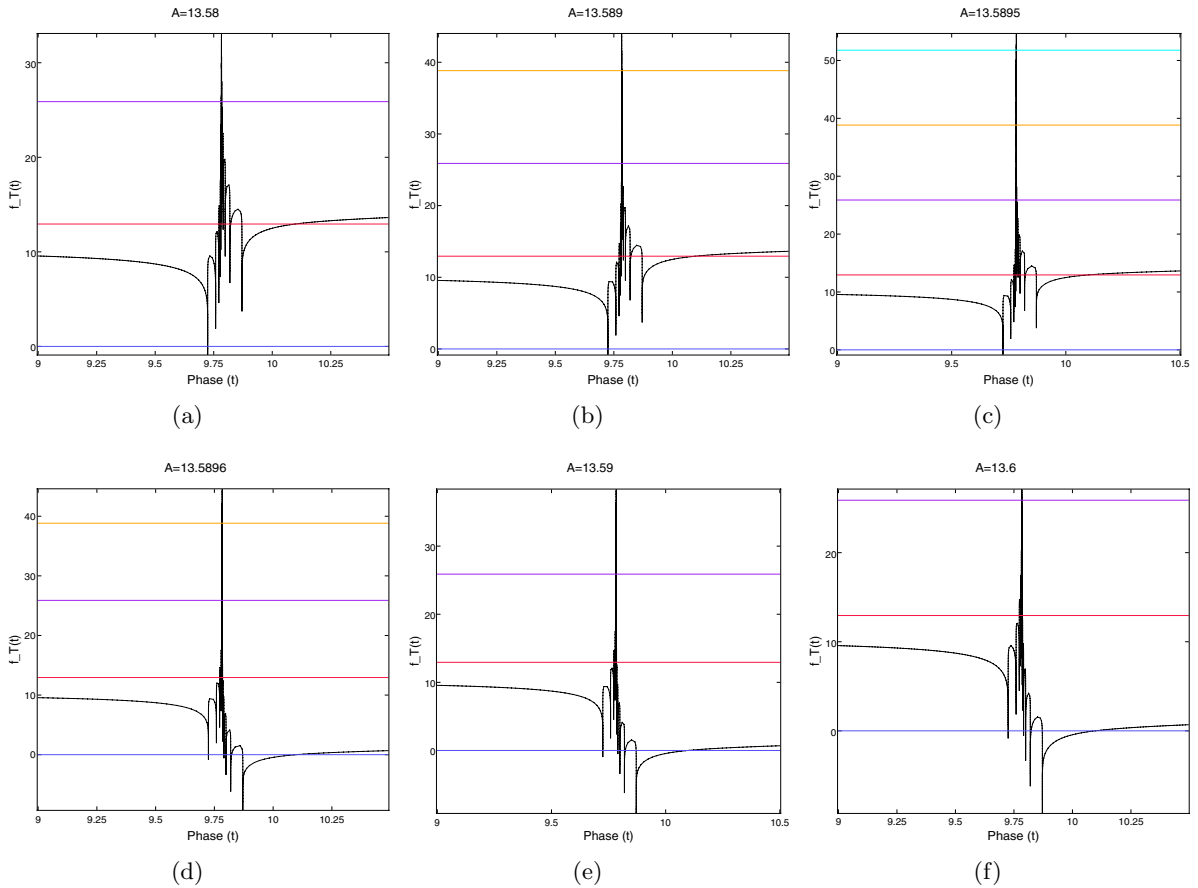 A=13.58
A=13.589
A=13.5895
f_T(t)
30
20
10
0
9
9.25
9.5
9.75
10
10.25
Phase (t)
f_T(t)
40
30
20
10
0
9
9.25
9.5
9.75
10
10.25
Phase (t)
f_T(t)
50
40
30
20
10
0
9
9.5
10
10.5
Phase (t)
(a)
(b)
(c)
A=13.5896
A=13.59
A=13.6
f_T(t)
40
30
20
10
0
9
9.25
9.5
9.75
10
10.25
Phase (t)
f_T(t)
30
20
10
0
9
9.5
10
10.5
Phase (t)
f_T(t)
20
10
0
9
9.25
9.5
9.75
10
10.25
Phase (t)
(d)
(e)
(f)